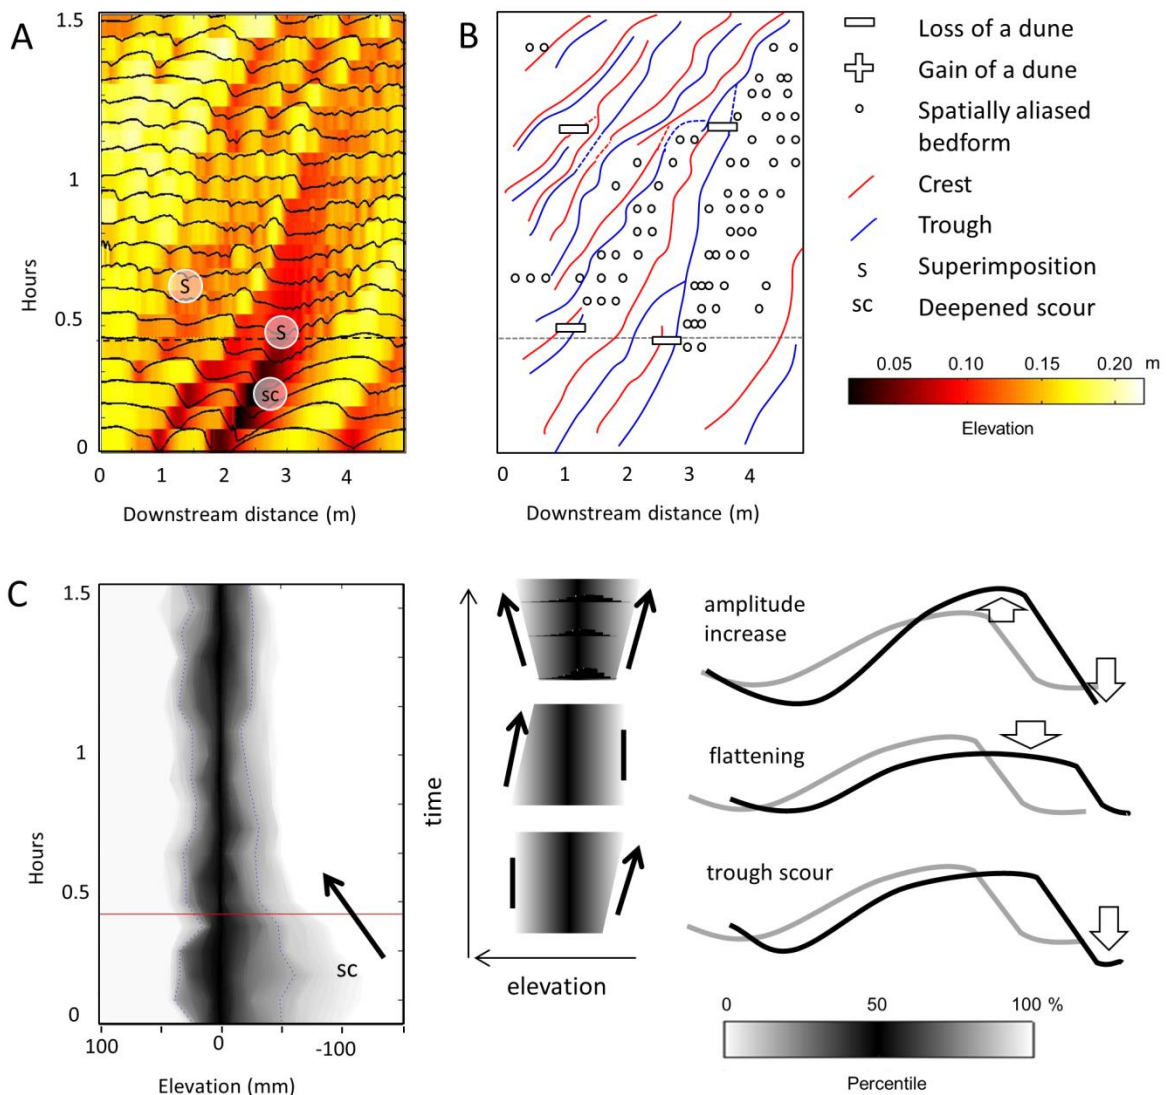 A
1.5
1
0.5
0
Hours
S
S
sc
0 1 2 3 4
Downstream distance (m)
B
0 1 2 3 4
Downstream distance (m)
Loss of a dune
Gain of a dune
Spatially aliased
bedform
Crest
Trough
S Superimposition
sc Deepened scour
0.05 0.10 0.15 0.20 m
Elevation
C
1.5
1
0.5
0
Hours
sc
100 0 -100
Elevation (mm)
time
elevation
amplitude
increase
flattening
trough scour
0 50 100 %
Percentile